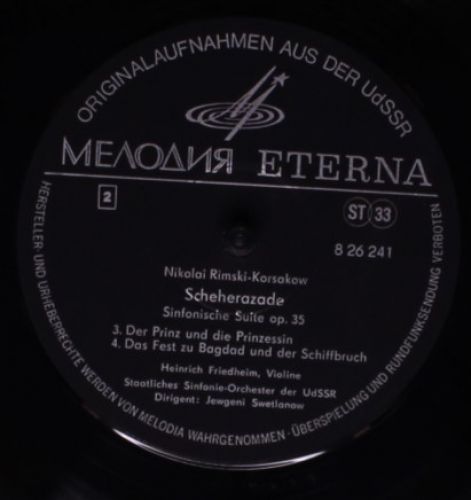 ORIGINALAUFNAHMEN AUS DER UdSSR
МЕЛОДИЯ ETERNA
2
ST 33
8 26 241
Nikolai Rimski-Korsakow
Scheherazade
Sinfonische Suite op. 35
3. Der Prinz und die Prinzessin
4. Das Fest zu Bagdad und der Schiffbruch
Heinrich Friedheim, Violine
Staatliches Sinfonie-Orchester der UdSSR
Dirigent: Jewgeni Swetlanow
HERSTELLER- UND URHEBERRECHTE WERDEN VON MELODIA WAHRGENOMMEN · ÜBERSPIELUNG UND RUNDFUNKSENDUNG VERBOTEN